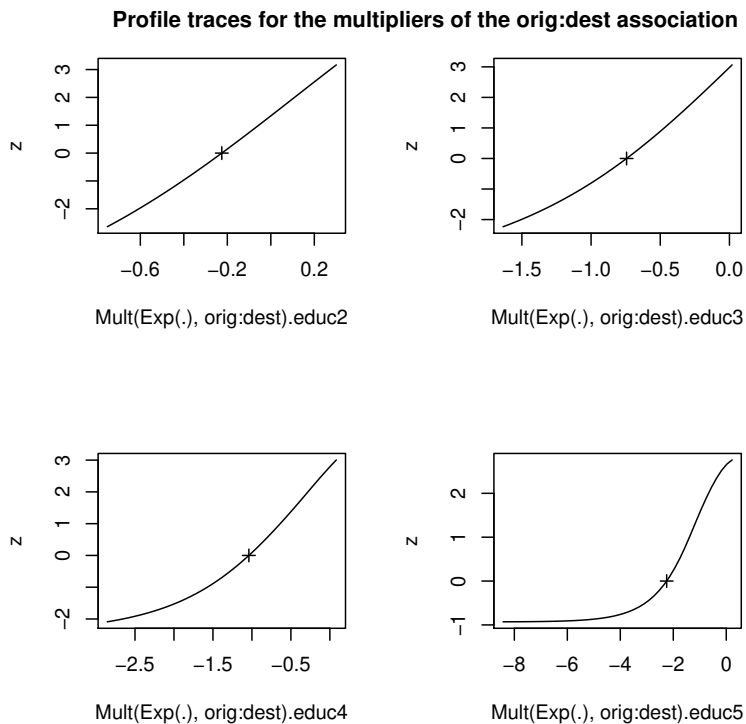 Profile traces for the multipliers of the orig:dest association
z
3
2
1
0
−2
−0.6 −0.2 0.2
Mult(Exp(.), orig:dest).educ2
z
3
2
1
0
−2
−1.5 −1.0 −0.5 0.0
Mult(Exp(.), orig:dest).educ3
z
3
2
1
0
−2
−2.5 −1.5 −0.5
Mult(Exp(.), orig:dest).educ4
z
2
1
0
−1
−8 −6 −4 −2 0
Mult(Exp(.), orig:dest).educ5